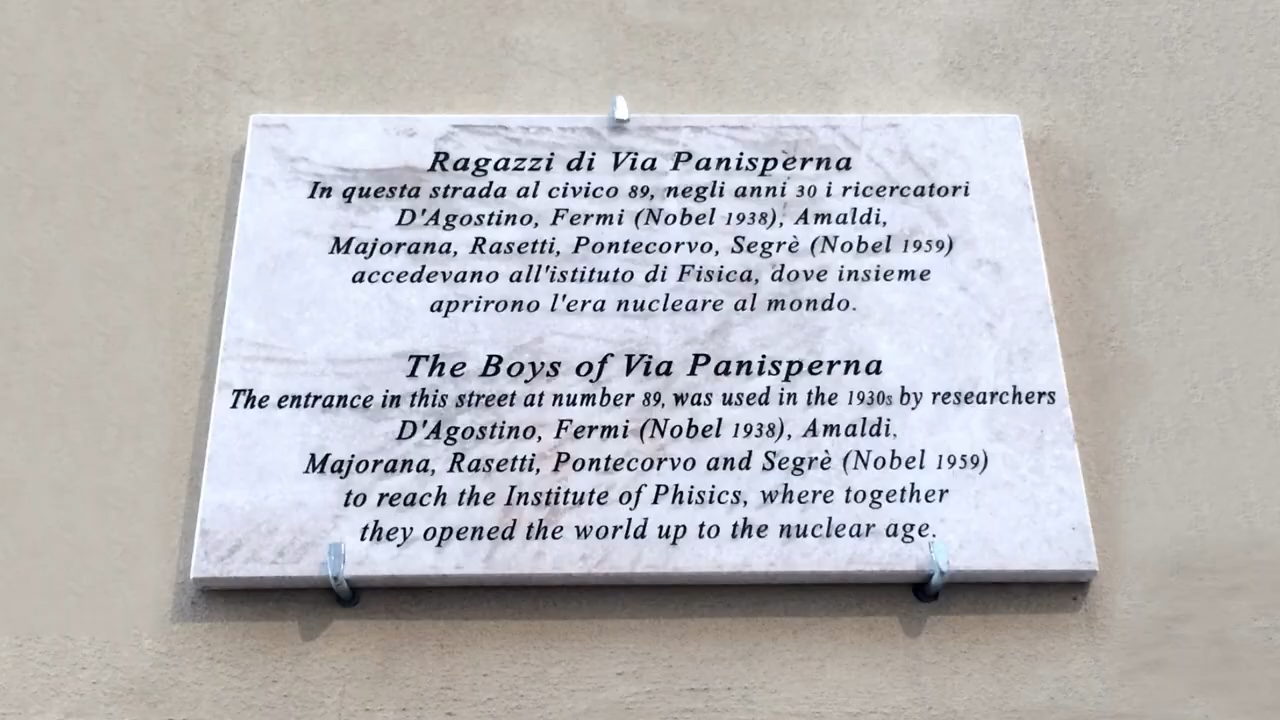 Ragazzi di Via Panisperna
In questa strada al civico 89, negli anni 30 i ricercatori
D'Agostino, Fermi (Nobel 1938), Amaldi,
Majorana, Rasetti, Pontecorvo, Segrè (Nobel 1959)
accedevano all'istituto di Fisica, dove insieme
aprirono l'era nucleare al mondo.
The Boys of Via Panisperna
The entrance in this street at number 89, was used in the 1930s by researchers
D'Agostino, Fermi (Nobel 1938), Amaldi,
Majorana, Rasetti, Pontecorvo and Segrè (Nobel 1959)
to reach the Institute of Phisics, where together
they opened the world up to the nuclear age.